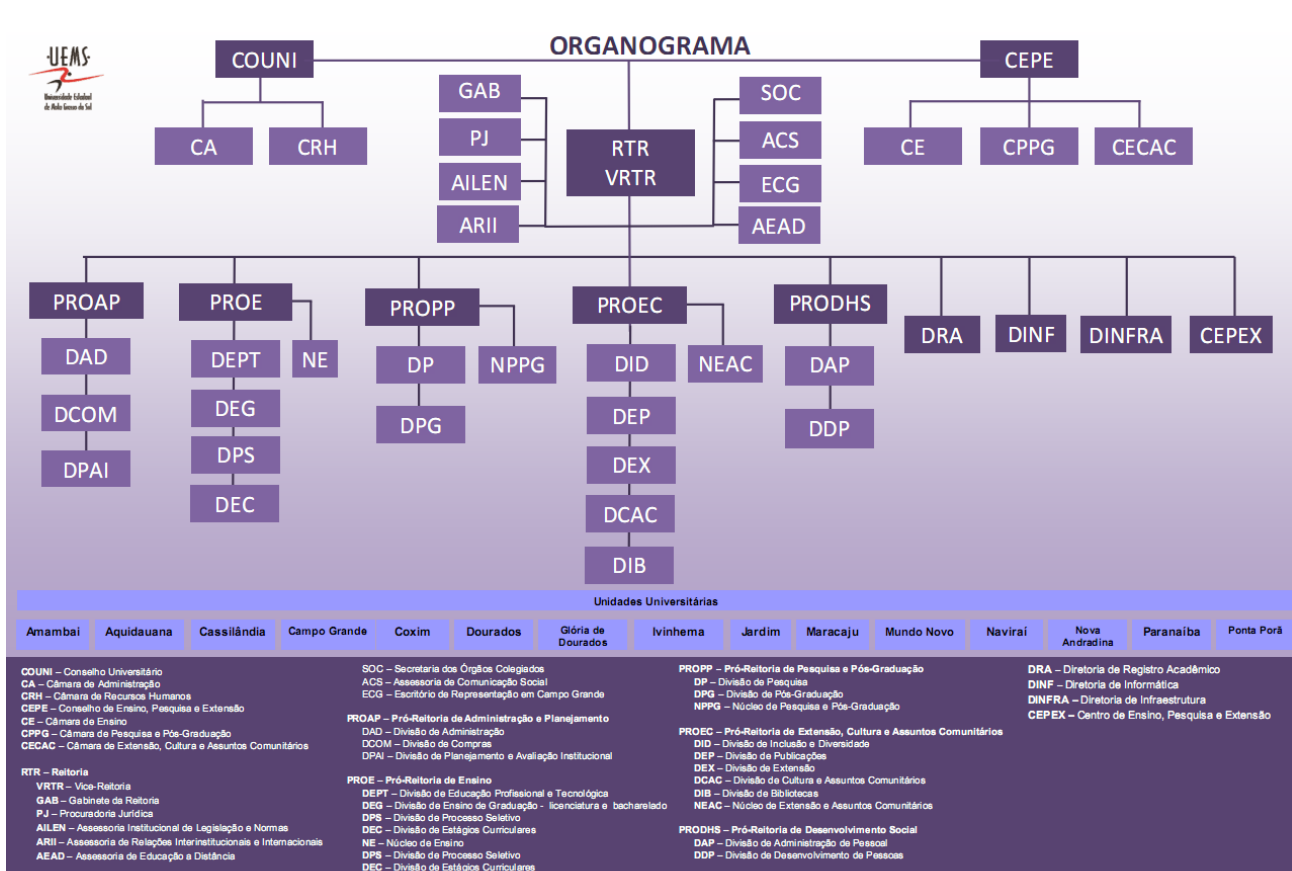 ORGANOGRAMA
UEMS
Universidade Estadual
de Mato Grosso do Sul
COUNI
CEPE
CA
CRH
GAB
PJ
AILEN
ARII
RTR
VRTR
SOC
ACS
ECG
AEAD
CE
CPPG
CECAC
PROAP
PROE
PROPP
PROEC
PRODHS
DRA
DINF
DINFRA
CEPEX
DAD
DCOM
DPAI
DEPT
NE
DEG
DPS
DEC
DP
NPPG
DPG
DID
NEAC
DEP
DEX
DCAC
DIB
DAP
DDP
Unidades Universitárias
Amambai
Aquidauana
Cassilândia
Campo Grande
Coxim
Dourados
Glória de
Dourados
Ivinhema
Jardim
Maracaju
Mundo Novo
Naviraí
Nova
Andradina
Paranaíba
Ponta Porã
COUNI – Conselho Universitário
CA – Câmara de Administração
CRH – Câmara de Recursos Humanos
CEPE – Conselho de Ensino, Pesquisa e Extensão
CE – Câmara de Ensino
CPPG – Câmara de Pesquisa e Pós-Graduação
CECAC – Câmara de Extensão, Cultura e Assuntos Comunitários
RTR – Reitoria
VRTR – Vice-Reitoria
GAB – Gabinete da Reitoria
PJ – Procuradoria Jurídica
AILEN – Assessoria Institucional de Legislação e Normas
ARII – Assessoria de Relações Interinstitucionais e Internacionais
AEAD – Assessoria de Educação a Distância
SOC – Secretaria dos Órgãos Colegiados
ACS – Assessoria de Comunicação Social
ECG – Escritório de Representação em Campo Grande
PROAP – Pró-Reitoria de Administração e Planejamento
DAD – Divisão de Administração
DCOM – Divisão de Compras
DPAI – Divisão de Planejamento e Avaliação Institucional
PROE – Pró-Reitoria de Ensino
DEPT – Divisão de Educação Profissional e Tecnológica
DEG – Divisão de Ensino de Graduação - licenciatura e bacharelado
DPS – Divisão de Processo Seletivo
DEC – Divisão de Estágios Curriculares
NE – Núcleo de Ensino
DPS – Divisão de Processo Seletivo
DEC – Divisão de Estágios Curriculares
PROPP – Pró-Reitoria de Pesquisa e Pós-Graduação
DP – Divisão de Pesquisa
DPG – Divisão de Pós-Graduação
NPPG – Núcleo de Pesquisa e Pós-Graduação
PROEC – Pró-Reitoria de Extensão, Cultura e Assuntos Comunitários
DID – Divisão de Inclusão e Diversidade
DEP – Divisão de Publicações
DEX – Divisão de Extensão
DCAC – Divisão de Cultura e Assuntos Comunitários
DIB – Divisão de Bibliotecas
NEAC – Núcleo de Extensão e Assuntos Comunitários
PRODHS – Pró-Reitoria de Desenvolvimento Social
DAP – Divisão de Administração de Pessoal
DDP – Divisão de Desenvolvimento de Pessoas
DRA – Diretoria de Registro Acadêmico
DINF – Diretoria de Informática
DINFRA – Diretoria de Infraestrutura
CEPEX – Centro de Ensino, Pesquisa e Extensão